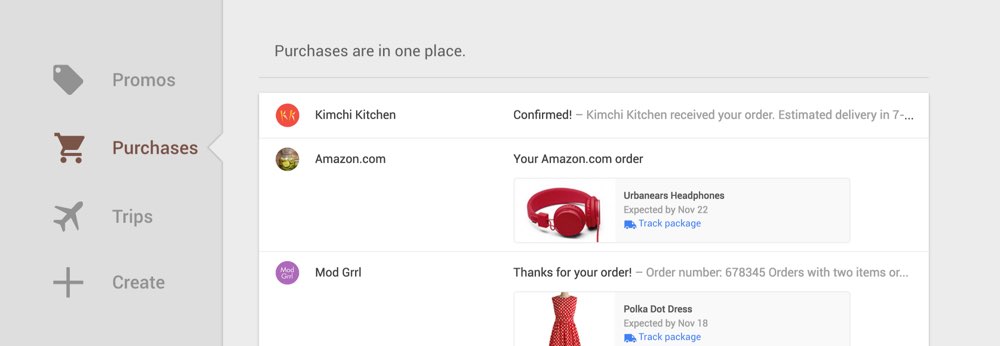 Purchases are in one place.
Promos
Purchases
Trips
Create
Kimchi Kitchen
Confirmed! – Kimchi Kitchen received your order. Estimated delivery in 7-...
Amazon.com
Your Amazon.com order
Urbanears Headphones
Expected by Nov 22
Track package
Mod Grrl
Mod Grrl
Thanks for your order! – Order number: 678345 Orders with two items or...
Polka Dot Dress
Expected by Nov 18
Track package